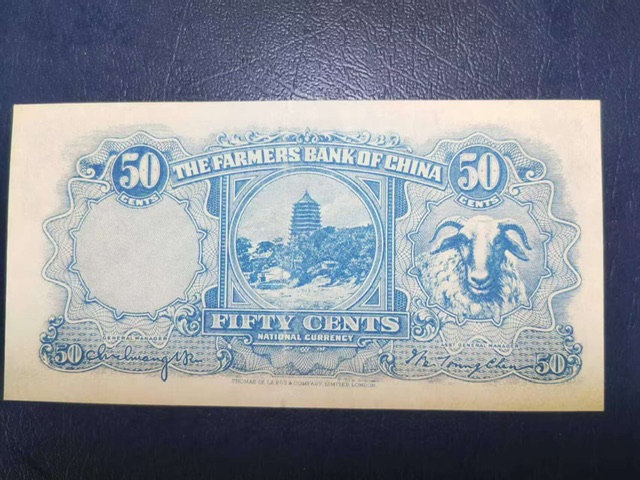 50 CENTS
THE FARMERS BANK OF CHINA
50 CENTS
FIFTY CENTS
NATIONAL CURRENCY
GENERAL MANAGER
ASST GENERAL MANAGER
50
50
THOMAS DE LA RUE & COMPANY, LIMITED, LONDON.